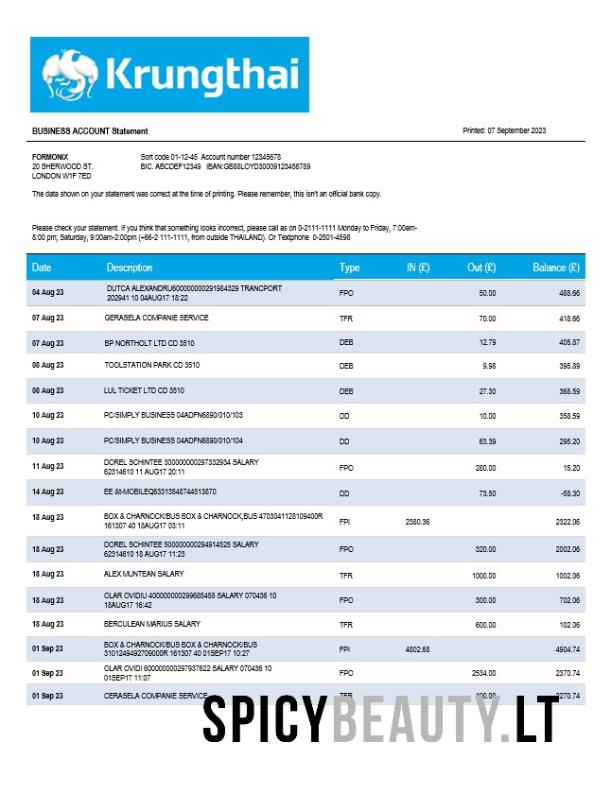 Krungthai
BUSINESS ACCOUNT Statement Printed: 07 September 2023
FORMONIX Sort code 01-12-45 Account number 12345678
20 SHERWOOD ST. BIC. ABCDEF12349 IBAN:GB88LOYD30009123456789
LONDON W1F 7ED
The data shown on your statement was correct at the time of printing. Please remember, this isn't an official bank copy.
Please check your statement. If you think that something looks incorrect, please call as on 0-2111-1111 Monday to Friday, 7:00am-
8:00 pm; Saturday, 9:00am-2:00pm (+66-2 111-1111, from outside THAILAND). Or Textphone 0-2501-4598
Date Description Type IN (£) Out (£) Balance (£)
04 Aug 23 DUTCA ALEXANDRU600000000291984329 TRANCPORT
202941 10 04AUG17 18:22 FPO 50.00 488.66
07 Aug 23 GERASELA COMPANIE SERVICE TFR 70.00 418.66
07 Aug 23 BP NORTHOLT LTD CD 3510 DEB 12.79 405.87
08 Aug 23 TOOLSTATION PARK CD 3510 DEB 9.98 395.89
08 Aug 23 LUL TICKET LTD CD 3510 DEB 27.30 368.59
10 Aug 23 PC/SIMPLY BUSINESS 04ADFN6890/010/103 DD 10.00 358.59
10 Aug 23 PC/SIMPLY BUSINESS 04ADFN6890/010/104 DD 63.39 295.20
11 Aug 23 DOREL SCHINTEE 300000000297332934 SALARY
62314610 11 AUG17 20:11 FPO 280.00 15.20
14 Aug 23 EE &t-MOBILEQ63313648744513870 DD 73.50 -58.30
18 Aug 23 BOX & CHARNOCK/BUS BOX & CHARNOCK,BUS 4703041128109400R
161307 40 18AUG17 03:11 FPI 2380.36 2322.06
18 Aug 23 DOREL SCHINTEE 500000000294914525 SALARY
62314610 18 AUG17 11:23 FPO 320.00 2002.06
18 Aug 23 ALEX MUNTEAN SALARY TFR 1000.00 1002.06
18 Aug 23 OLAR OVIDIU 400000000299685458 SALARY 070436 10
18AUG17 16:42 FPO 300.00 702.06
18 Aug 23 BERCULEAN MARIUS SALARY TFR 600.00 102.06
01 Sep 23 BOX & CHARNOCK/BUS BOX & CHARNOCK/BUS
3101249492709000R 161307 40 01SEP17 10:27 FPI 4802.68 4904.74
01 Sep 23 OLAR OVIDI 600000000297937622 SALARY 070436 10
01SEP17 11:07 FPO 2534.00 2370.74
01 Sep 23 CERASELA COMPANIE SERVICE TFR 100.00 2270.74
SPICYBEAUTY.LT